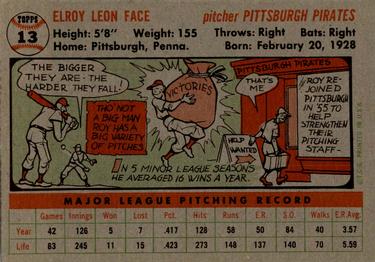 TOPPS
13
ELROY LEON FACE
pitcher PITTSBURGH PIRATES
Height: 5'8" Weight: 155 Throws: Right Bats: Right
Home: Pittsburgh, Penna. Born: February 20, 1928
THE BIGGER
THEY ARE - THE
HARDER THEY FALL!
THO' NOT
A BIG MAN
ROY HAS A
BIG VARIETY
OF PITCHES.
VICTORIES
IN 5 MINOR LEAGUE SEASONS
HE AVERAGED 16 WINS A YEAR.
PITTSBURGH PIRATES
THAT'S
ME!
HELP
WANTED
ROY RE-
JOINED
PITTSBURGH
IN '55 TO
HELP
STRENGTHEN
THEIR
PITCHING
STAFF.
©T.C.G. PRINTED IN U.S.A.
MAJOR LEAGUE PITCHING RECORD
Games Innings Won Lost Pct. Hits Runs E.R. S.O. Walks E.R.Avg.
Year 42 126 5 7 .417 128 58 50 84 40 3.57
Life 83 245 11 15 .423 273 148 137 140 70 5.59